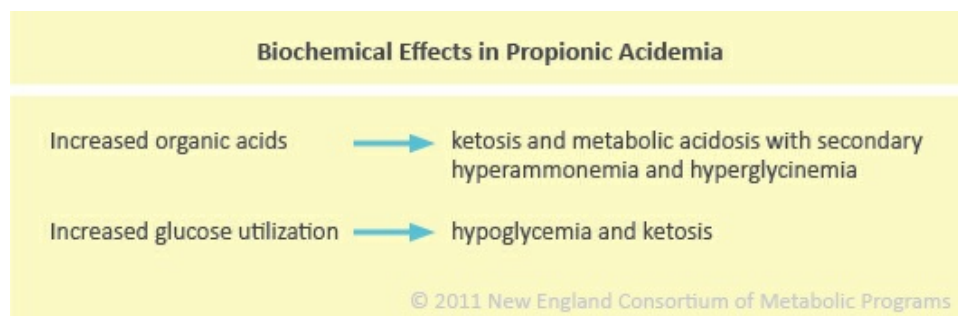 Biochemical Effects in Propionic Acidemia
Increased organic acids
ketosis and metabolic acidosis with secondary
hyperammonemia and hyperglycinemia
Increased glucose utilization
hypoglycemia and ketosis
© 2011 New England Consortium of Metabolic Programs